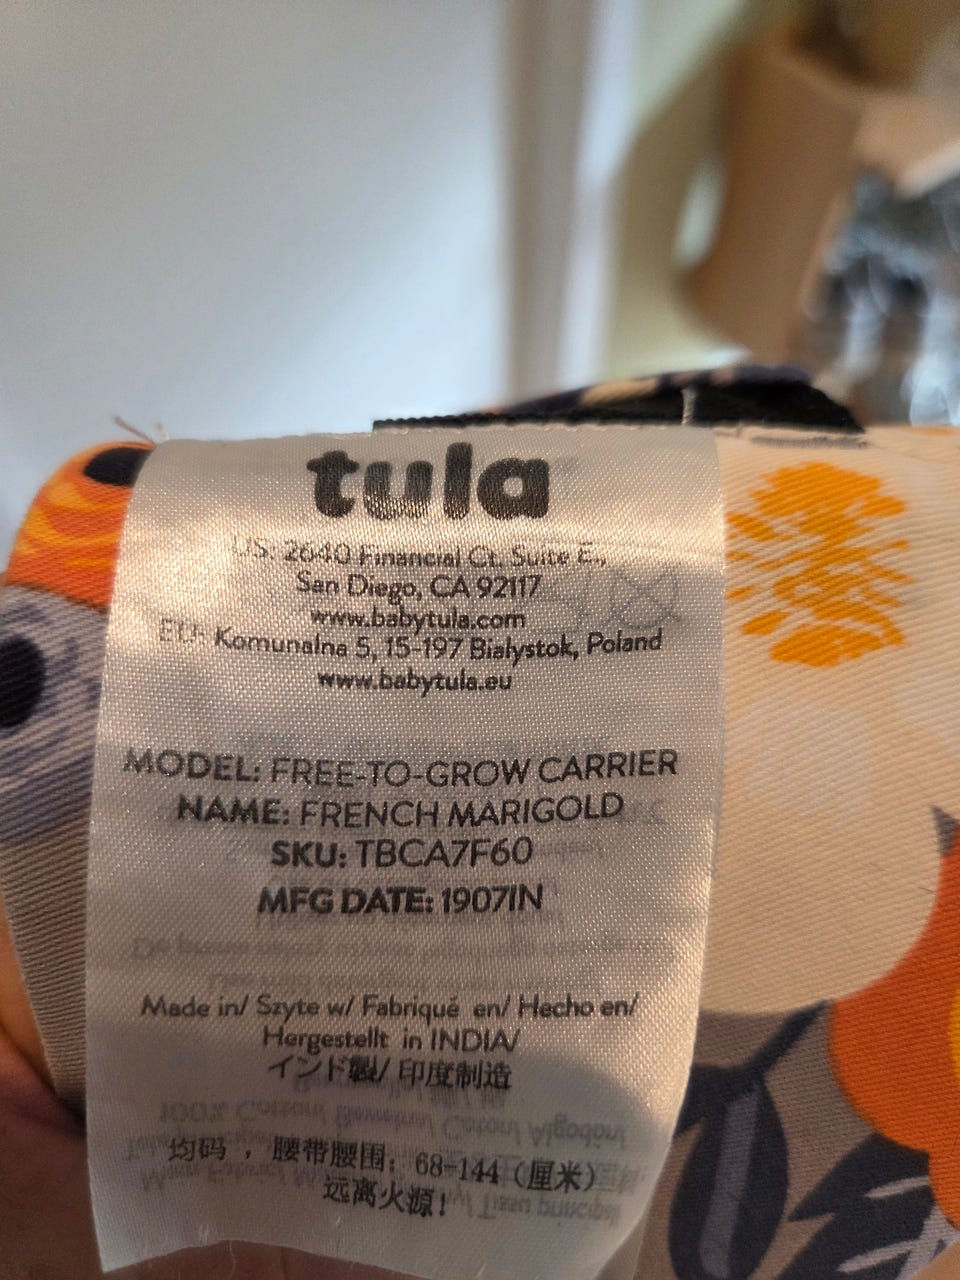 tula
US: 2640 Financial Ct. Suite E.,
San Diego, CA 92117
www.babytula.com
EU: Komunalna 5, 15-197 Bialystok, Poland
www.babytula.eu
MODEL: FREE-TO-GROW CARRIER
NAME: FRENCH MARIGOLD
SKU: TBCA7F60
MFG DATE: 1907IN
Made in/ Szyte w/ Fabriqué en/ Hecho en/
Hergestellt in INDIA/
インド製/ 印度制造
均码，腰带腰围：68-144（厘米）
远离火源！